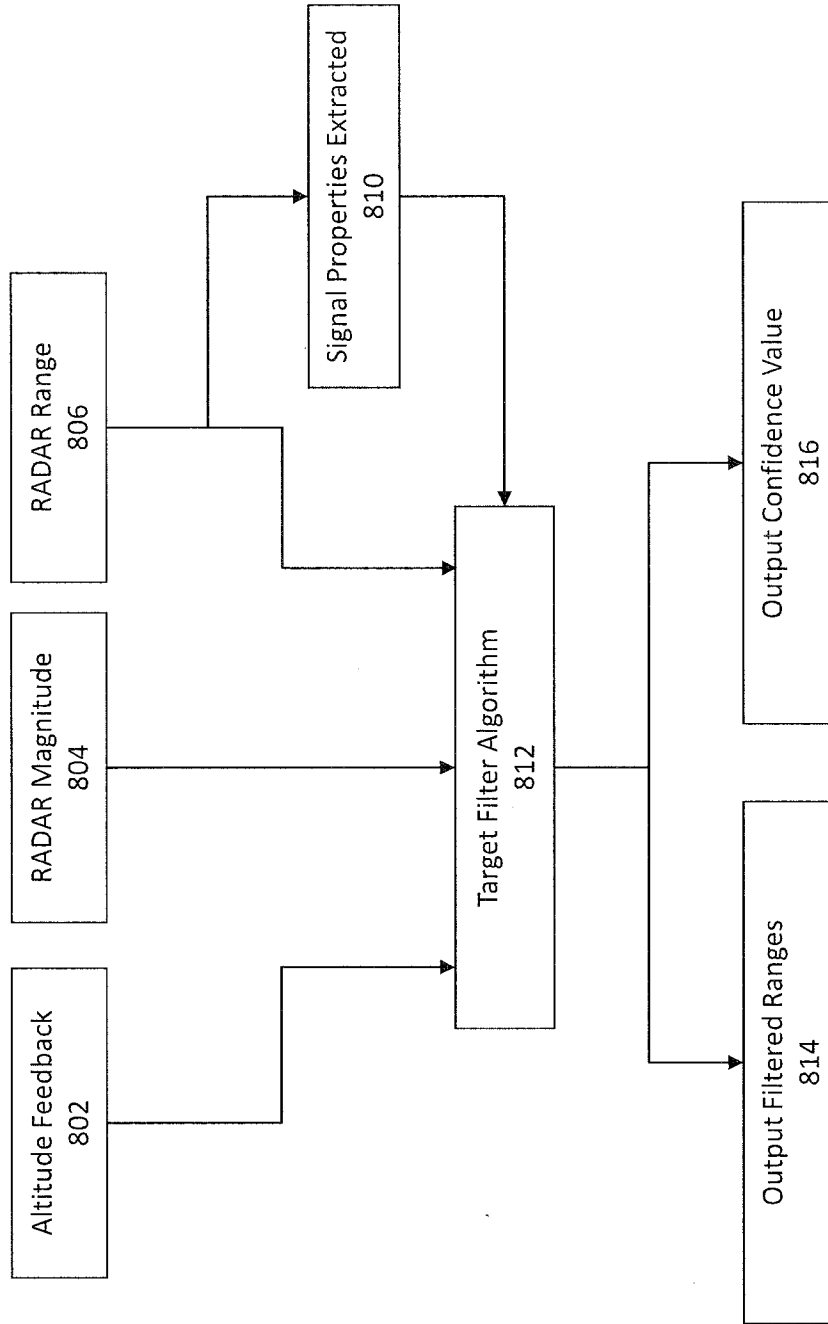 Altitude Feedback
802
RADAR Magnitude
804
RADAR Range
806
Signal Properties Extracted
810
Target Filter Algorithm
812
Output Filtered Ranges
814
Output Confidence Value
816